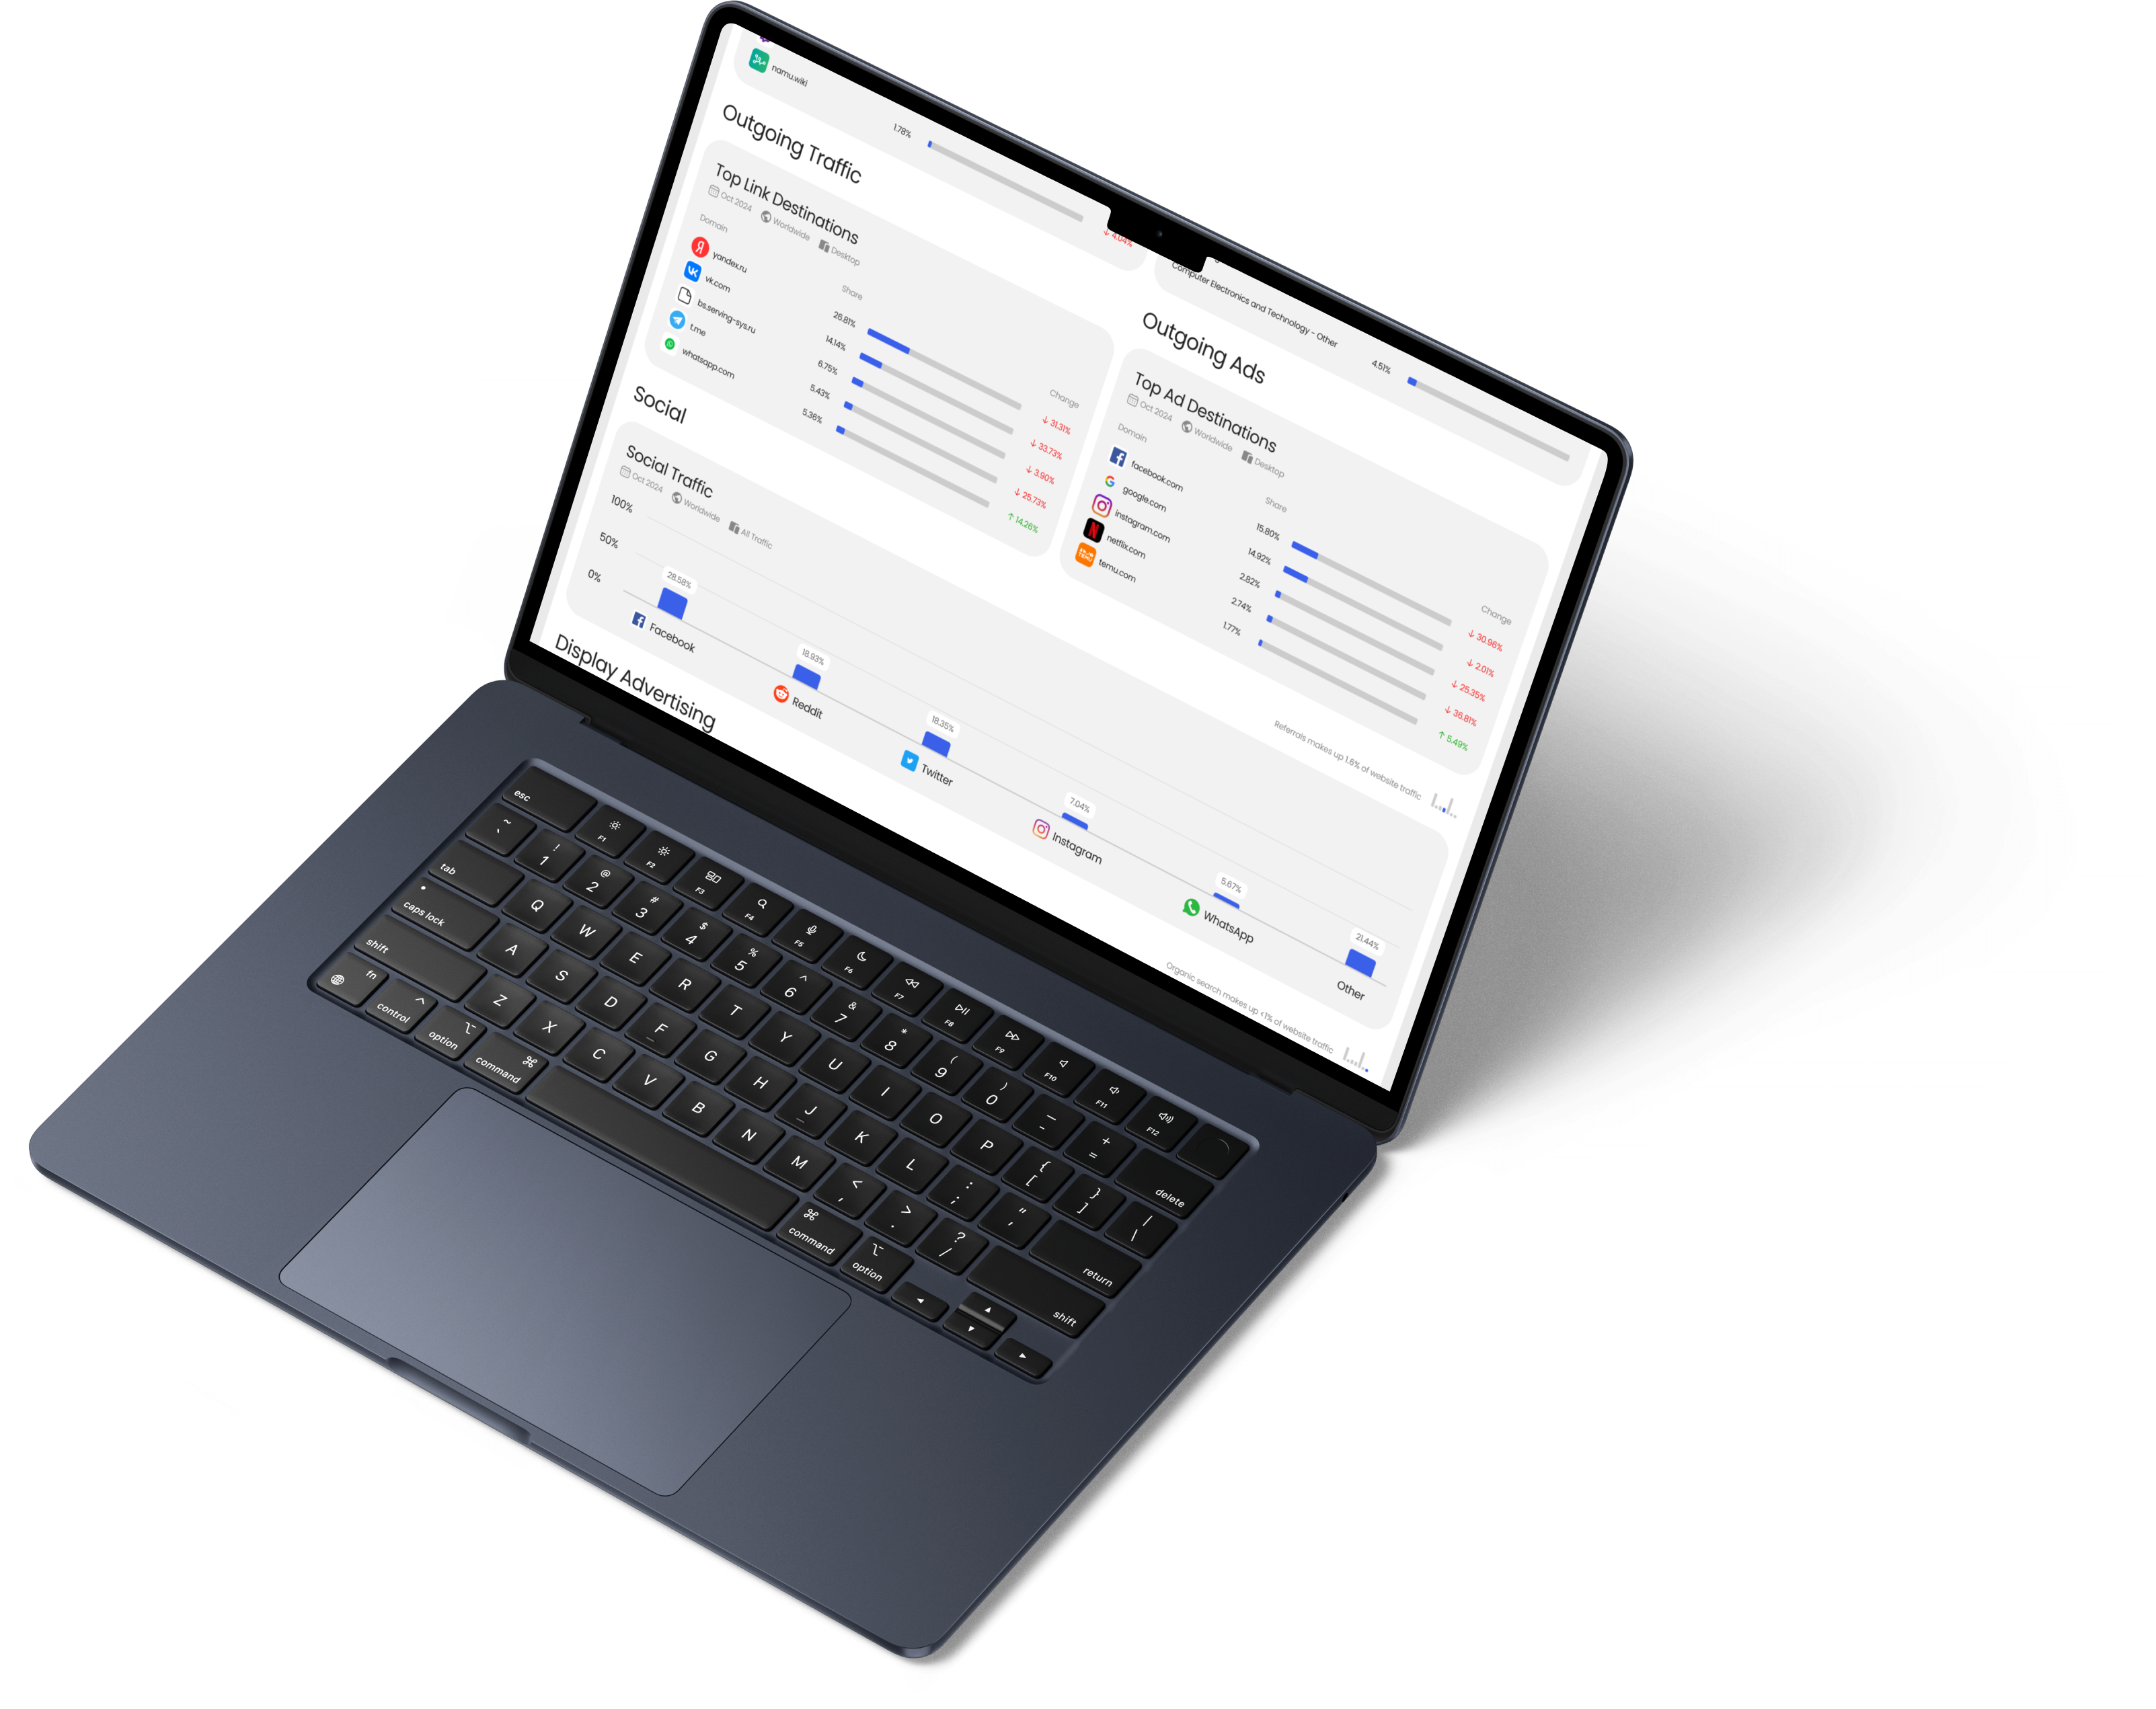 namu.wiki
1.78%
↓ 4.04%
Computer Electronics and Technology - Other
4.51%
Outgoing Traffic
Top Link Destinations
Oct 2024 Worldwide Desktop
Domain Share Change
yandex.ru 26.81% ↓ 31.31%
vk.com 14.14% ↓ 33.73%
bs.serving-sys.ru 6.75% ↓ 3.90%
t.me 5.43% ↓ 25.73%
whatsapp.com 5.36% ↑ 14.26%
Outgoing Ads
Top Ad Destinations
Oct 2024 Worldwide Desktop
Domain Share Change
facebook.com 15.80% ↓ 30.96%
google.com 14.92% ↓ 2.01%
instagram.com 2.82% ↓ 25.35%
netflix.com 2.74% ↓ 36.81%
temu.com 1.77% ↑ 5.49%
Social
Referrals makes up 1.6% of website traffic
Social Traffic
Oct 2024 Worldwide All Traffic
100%
50%
0%
28.58% 18.93% 18.35% 7.04% 5.67% 21.44%
Facebook Reddit Twitter Instagram WhatsApp Other
Display Advertising
Organic search makes up <1% of website traffic
esc F1 F2 F3 F4 F5 F6 F7 F8 F9 F10 F11 F12
~ ` ! 1 @ 2 # 3 $ 4 % 5 ^ 6 & 7 * 8 ( 9 ) 0 — - + = delete
tab Q W E R T Y U I O P { [ } ] | \
caps lock A S D F G H J K L : ; " ' return
shift Z X C V B N M < , > . ? / shift
fn control option command command option